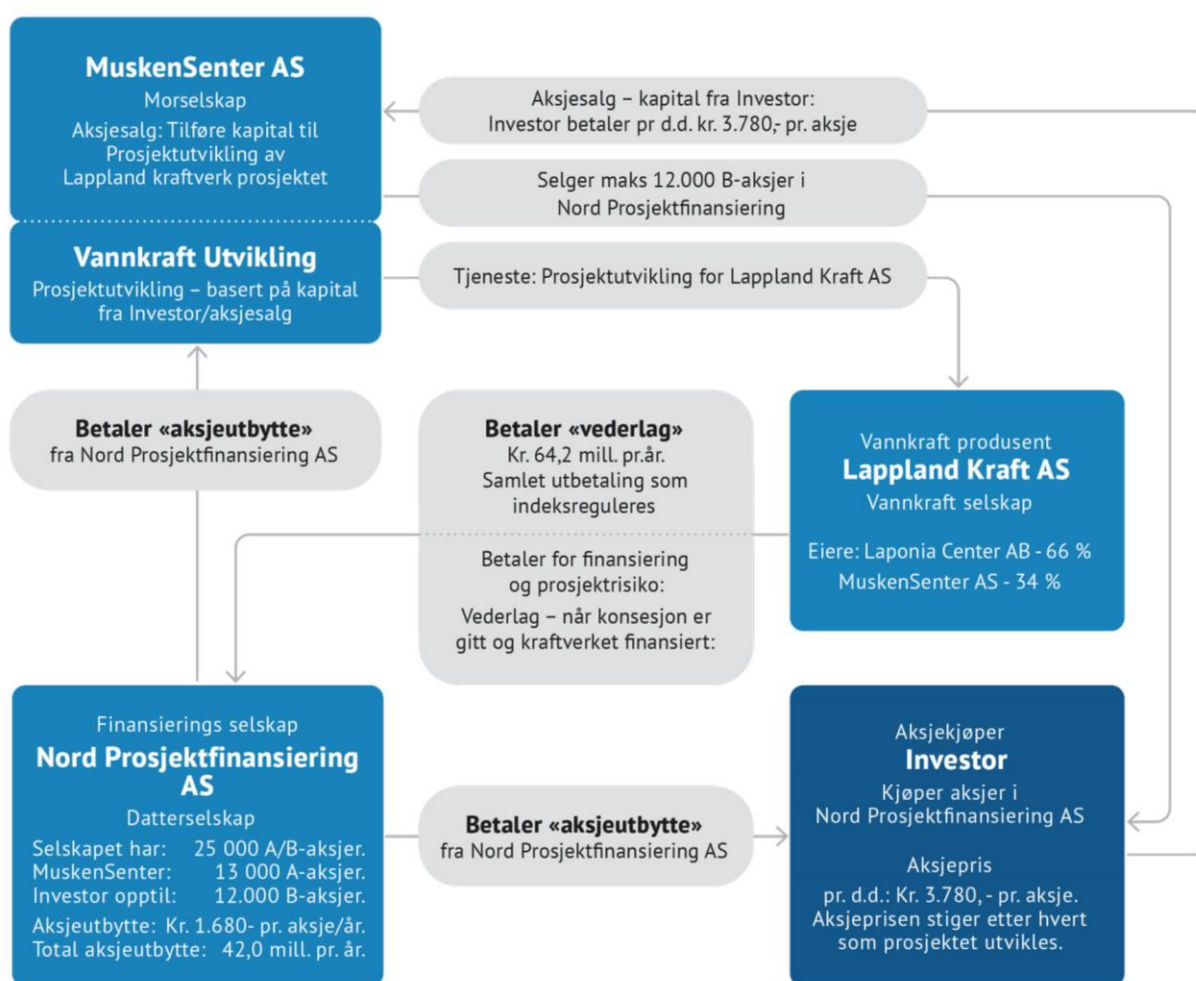 MuskenSenter AS
Morselskap
Aksjesalg: Tilføre kapital til
Prosjektutvikling av
Lappland kraftverk prosjektet
Vannkraft Utvikling
Prosjektutvikling – basert på kapital
fra Investor/aksjesalg
Aksjesalg – kapital fra Investor:
Investor betaler pr d.d. kr. 3.780,- pr. aksje
Selger maks 12.000 B-aksjer i
Nord Prosjektfinansiering
Tjeneste: Prosjektutvikling for Lappland Kraft AS
Betaler «aksjeutbytte»
fra Nord Prosjektfinansiering AS
Betaler «vederlag»
Kr. 64,2 mill. pr.år.
Samlet utbetaling som
indeksreguleres
Betaler for finansiering
og prosjektrisiko:
Vederlag – når konsesjon er
gitt og kraftverket finansiert:
Vannkraft produsent
Lappland Kraft AS
Vannkraft selskap
Eiere: Laponia Center AB - 66 %
MuskenSenter AS - 34 %
Finansierings selskap
Nord Prosjektfinansiering
AS
Datterselskap
Selskapet har: 25 000 A/B-aksjer.
MuskenSenter: 13 000 A-aksjer.
Investor opptil: 12.000 B-aksjer.
Aksjeutbytte: Kr. 1.680- pr. aksje/år.
Total aksjeutbytte: 42,0 mill. pr. år.
Betaler «aksjeutbytte»
fra Nord Prosjektfinansiering AS
Aksjekjøper
Investor
Kjøper aksjer i
Nord Prosjektfinansiering AS
Aksjepris
pr. d.d.: Kr. 3.780, - pr. aksje.
Aksjeprisen stiger etter hvert
som prosjektet utvikles.